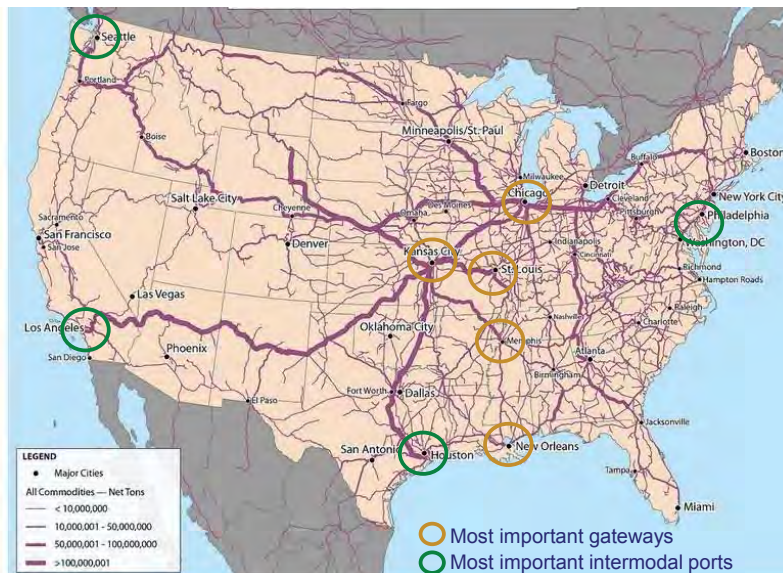 Seattle
Portland
Boise
Fargo
Minneapolis/St. Paul
Milwaukee
Chicago
Detroit
Buffalo
Boston
Cleveland
New York City
Pittsburgh
Philadelphia
Washington, DC
Salt Lake City
Cheyenne
Omaha
Des Moines
Indianapolis
Cincinnati
Sacramento
San Francisco
San Jose
Denver
Kansas City
St. Louis
Richmond
Hampton Roads
Las Vegas
Nashville
Raleigh
Los Angeles
Oklahoma City
Memphis
Charlotte
San Diego
Phoenix
Atlanta
Birmingham
El Paso
Fort Worth
Dallas
Jacksonville
San Antonio
Houston
New Orleans
Tampa
Miami
LEGEND
Major Cities
All Commodities — Net Tons
< 10,000,000
10,000,001 - 50,000,000
50,000,001 - 100,000,000
>100,000,001
Most important gateways
Most important intermodal ports